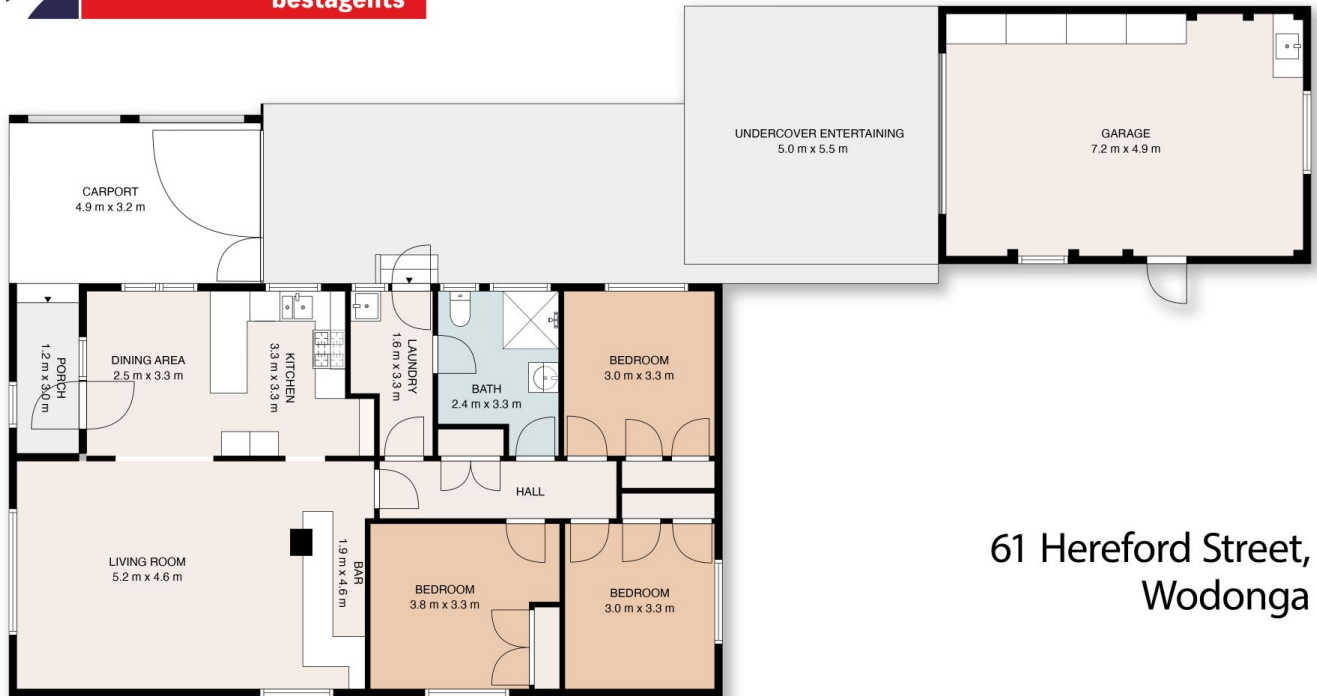 bestagents
UNDERCOVER ENTERTAINING
5.0 m x 5.5 m
GARAGE
7.2 m x 4.9 m
CARPORT
4.9 m x 3.2 m
PORCH
1.2 m x 3.0 m
DINING AREA
2.5 m x 3.3 m
KITCHEN
3.3 m x 3.3 m
LAUNDRY
1.6 m x 3.3 m
BATH
2.4 m x 3.3 m
BEDROOM
3.0 m x 3.3 m
HALL
LIVING ROOM
5.2 m x 4.6 m
BAR
1.9 m x 4.6 m
BEDROOM
3.8 m x 3.3 m
BEDROOM
3.0 m x 3.3 m
61 Hereford Street,
Wodonga